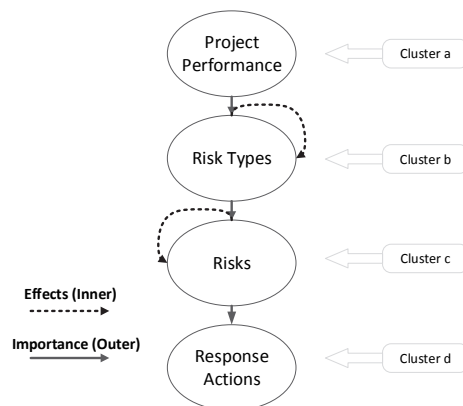 Project
Performance
Cluster a
Risk Types
Cluster b
Risks
Cluster c
Effects (Inner)
Importance (Outer)
Response
Actions
Cluster d